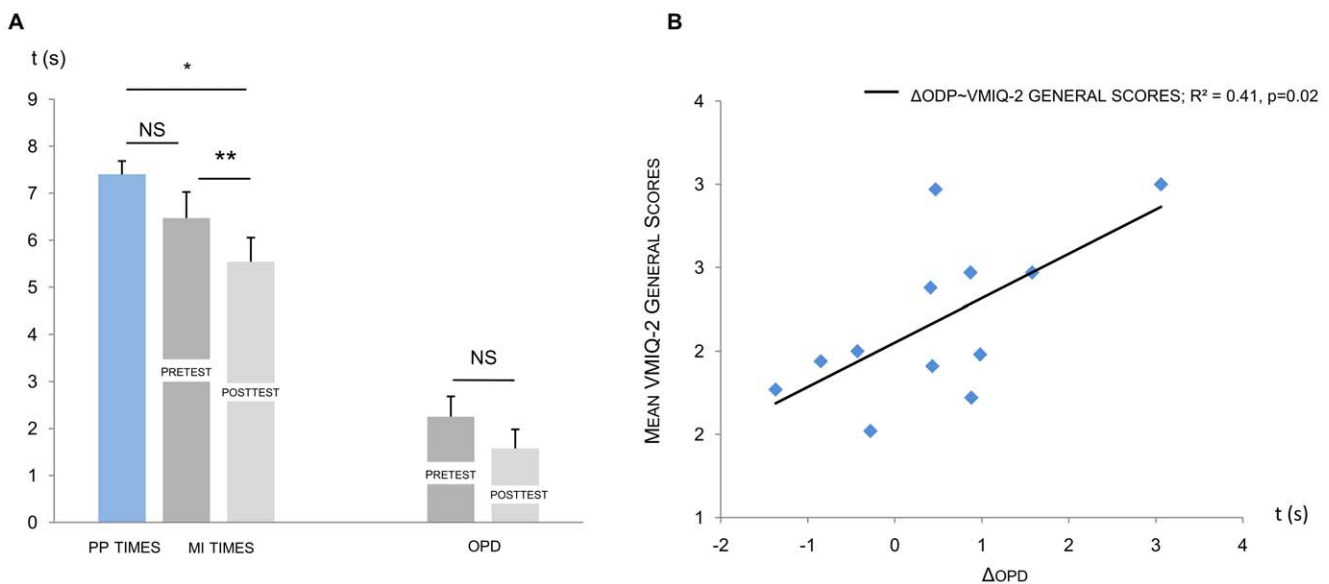 A
t (s)
*
NS
**
9
8
7
6
5
4
3
2
1
0
PRETEST
POSTTEST
NS
PRETEST
POSTTEST
PP TIMES
MI TIMES
OPD
B
ΔODP~VMIQ-2 GENERAL SCORES; R² = 0.41, p=0.02
MEAN VMIQ-2 GENERAL SCORES
4
3
3
2
2
1
-2
-1
0
1
2
3
4
t (s)
ΔOPD